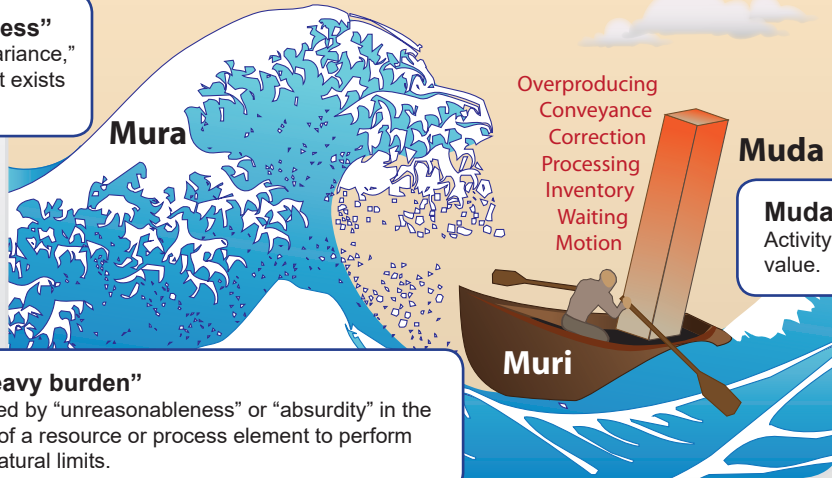 ess”
ariance,”
t exists
Mura
Overproducing
Conveyance
Correction
Processing
Inventory
Waiting
Motion
Muda
Muda
Activity
value.
Muri
eavy burden”
ed by “unreasonableness” or “absurdity” in the
of a resource or process element to perform
atural limits.